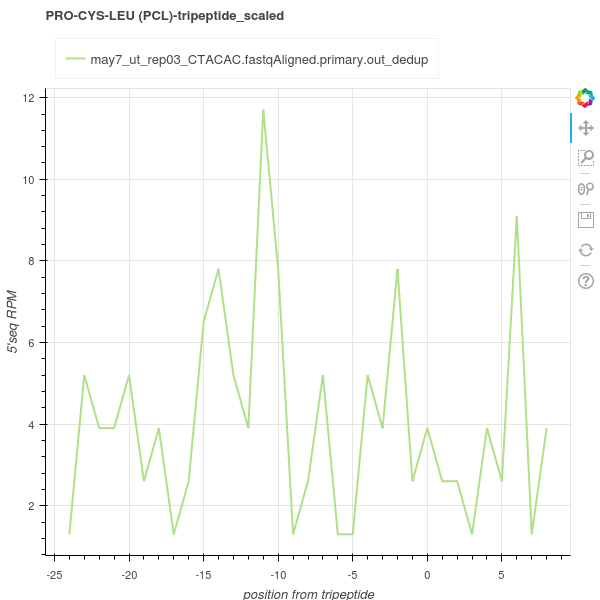 PRO-CYS-LEU (PCL)-tripeptide_scaled
may7_ut_rep03_CTACAC.fastqAligned.primary.out_dedup
12
10
8
6
4
2
5'seq RPM
-25 -20 -15 -10 -5 0 5
position from tripeptide